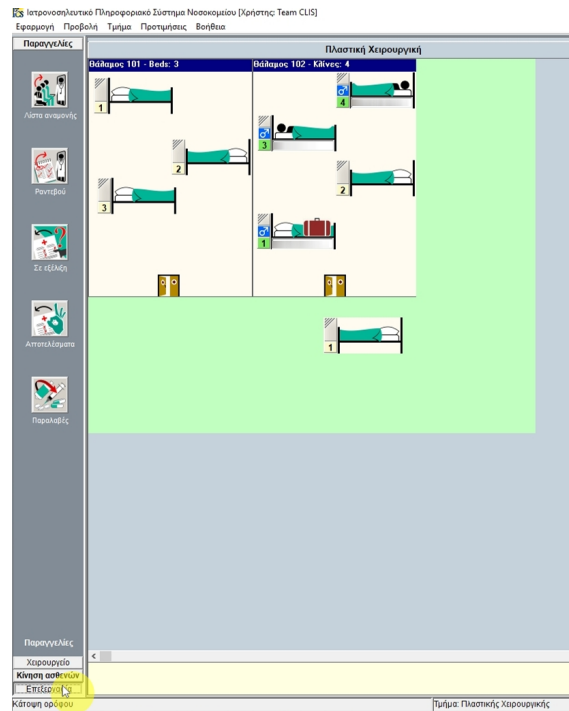 Ιατρονοσηλευτικό Πληροφοριακό Σύστημα Νοσοκομείου [Χρήστης: Team CLIS]
Εφαρμογή Προβολή Τμήμα Προτιμήσεις Βοήθεια
Παραγγελίες
Πλαστική Χειρουργική
Θάλαμος 101 - Beds: 3
Θάλαμος 102 - Κλίνες: 4
1
2
3
4
3
2
1
1
Λίστα αναμονής
Ραντεβού
Σε εξέλιξη
Αποτελέσματα
Παραλαβές
Παραγγελίες
Χειρουργείο
Κίνηση ασθενών
Επεξεργασία
Κάτοψη ορόφου
Τμήμα: Πλαστικής Χειρουργικής